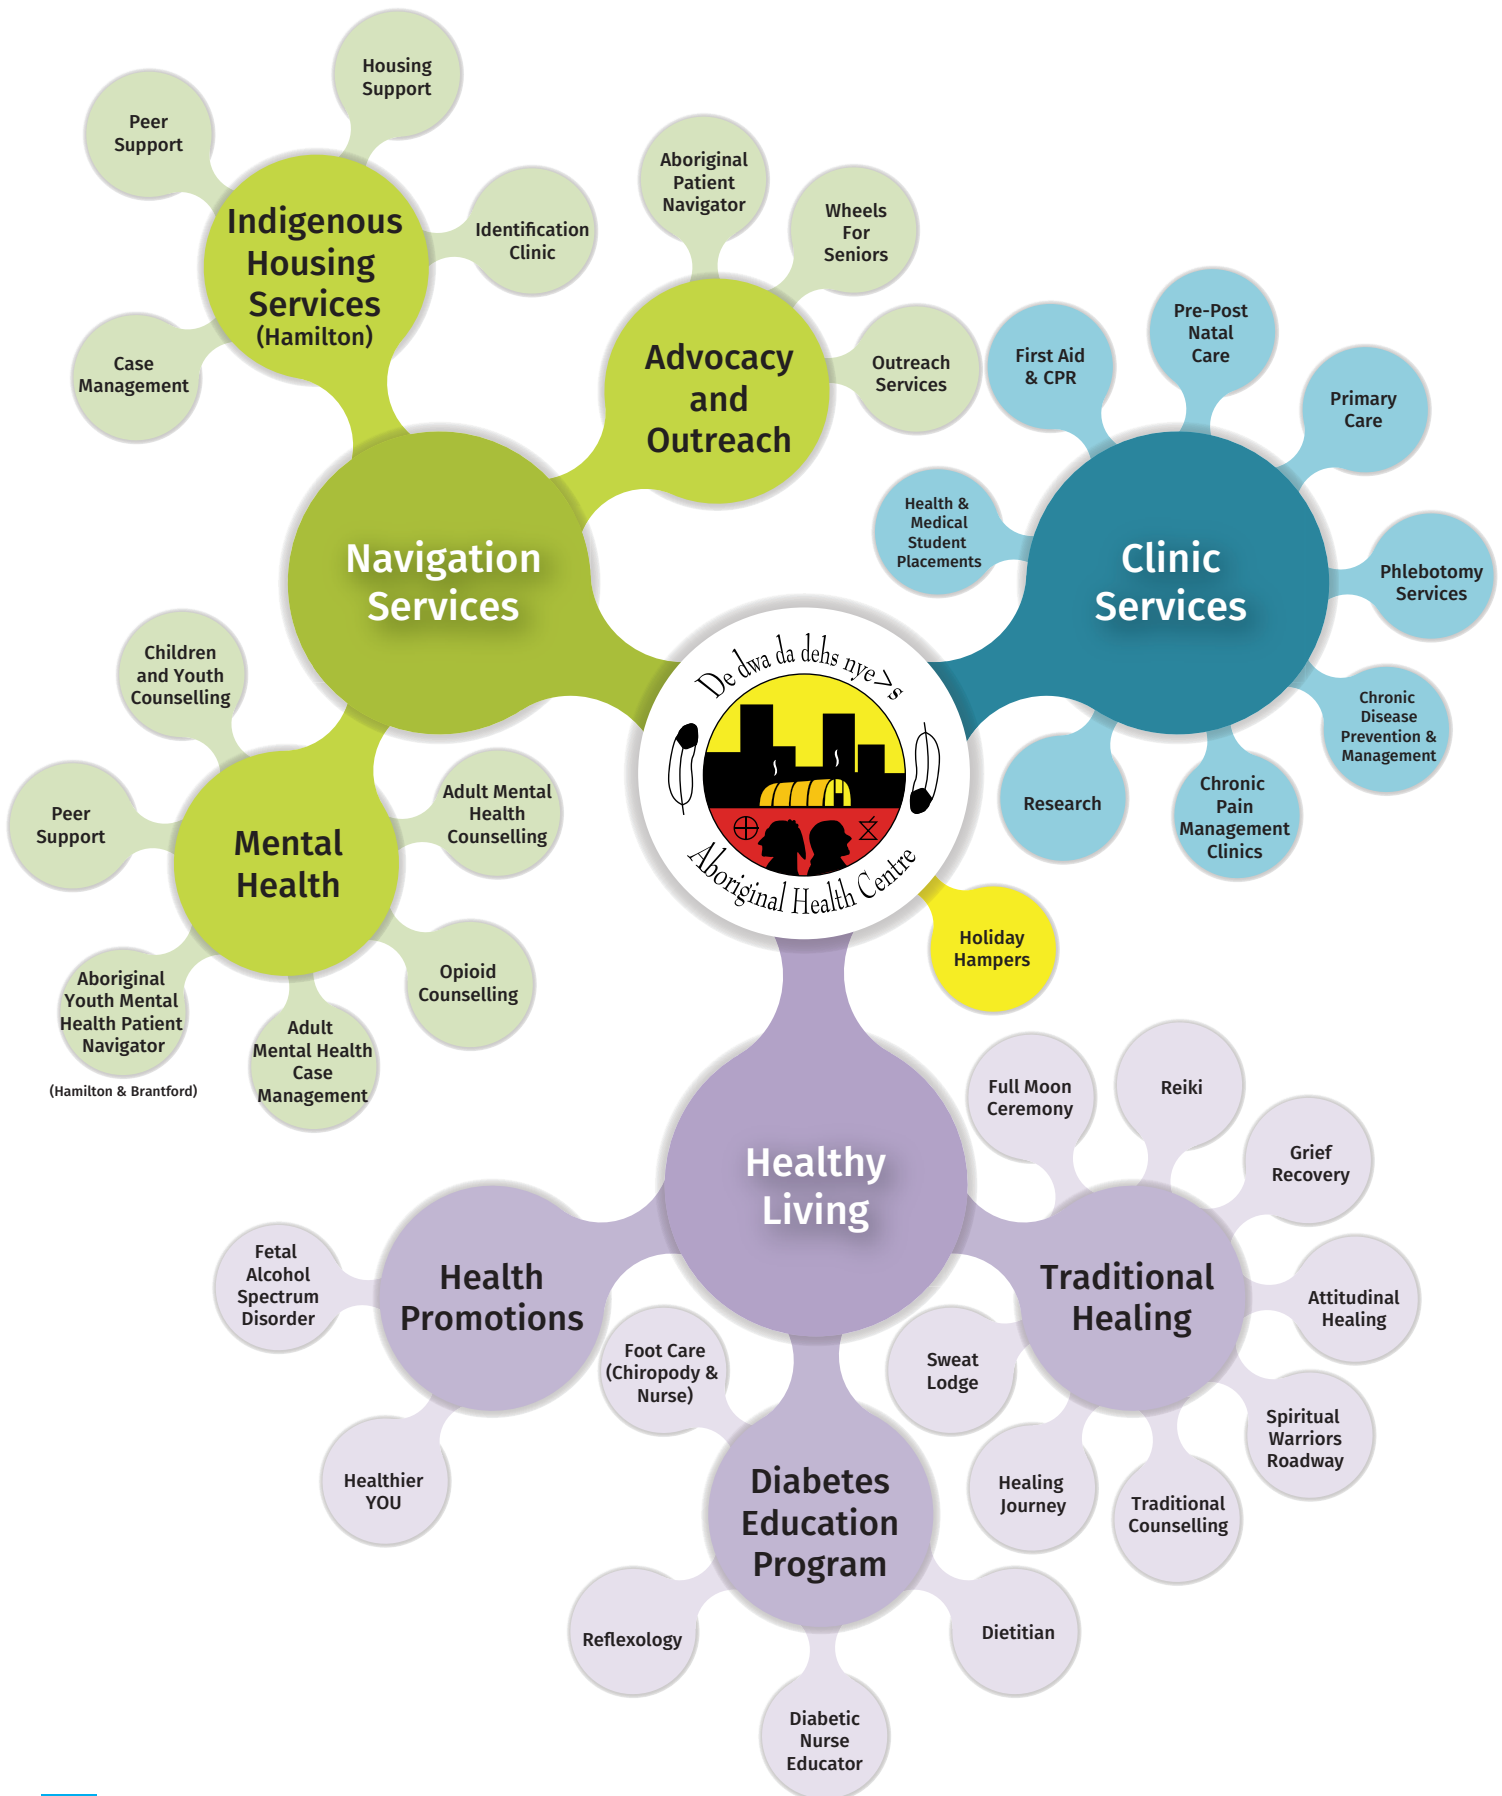 Housing
Support
Peer
Support
Indigenous
Housing
Services
(Hamilton)
Identification
Clinic
Case
Management
Aboriginal
Patient
Navigator
Wheels
For
Seniors
Advocacy
and
Outreach
Outreach
Services
Navigation
Services
First Aid
& CPR
Pre-Post
Natal
Care
Primary
Care
Health &
Medical
Student
Placements
Clinic
Services
Phlebotomy
Services
Chronic
Disease
Prevention &
Management
Chronic
Pain
Management
Clinics
Research
De dwa da dehs nye>s
Aboriginal Health Centre
Holiday
Hampers
Children
and Youth
Counselling
Peer
Support
Mental
Health
Adult Mental
Health
Counselling
Opioid
Counselling
Aboriginal
Youth Mental
Health Patient
Navigator
(Hamilton & Brantford)
Adult
Mental Health
Case
Management
Healthy
Living
Full Moon
Ceremony
Reiki
Grief
Recovery
Traditional
Healing
Attitudinal
Healing
Sweat
Lodge
Spiritual
Warriors
Roadway
Healing
Journey
Traditional
Counselling
Health
Promotions
Fetal
Alcohol
Spectrum
Disorder
Healthier
YOU
Foot Care
(Chiropody &
Nurse)
Diabetes
Education
Program
Reflexology
Dietitian
Diabetic
Nurse
Educator